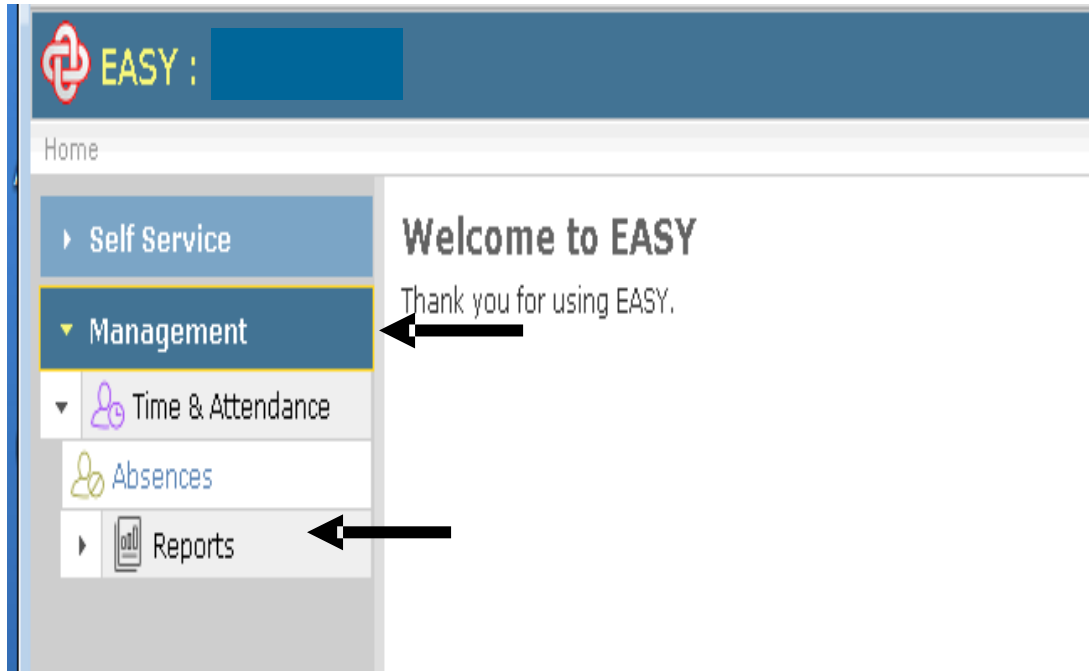 EASY :
Home
Self Service
Welcome to EASY
Thank you for using EASY.
Management
Time & Attendance
Absences
Reports